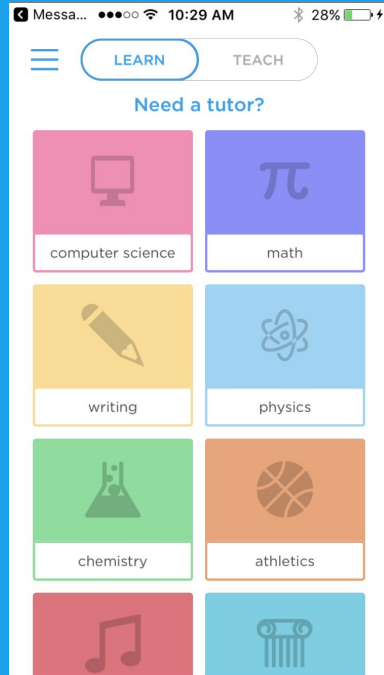 Messa... 10:29 AM 28%
LEARN TEACH
Need a tutor?
computer science math
writing physics
chemistry athletics